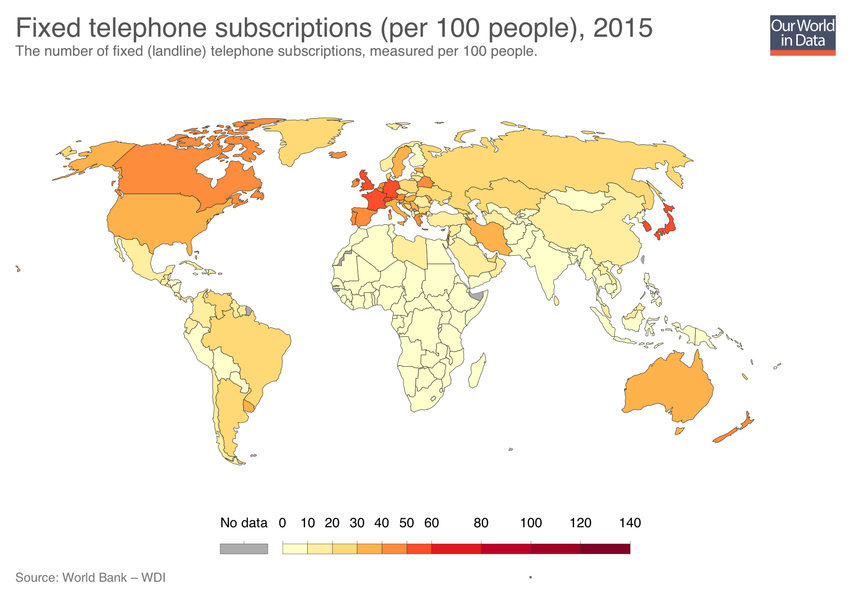 Fixed telephone subscriptions (per 100 people), 2015
The number of fixed (landline) telephone subscriptions, measured per 100 people.
Our World
in Data
No data 0 10 20 30 40 50 60 80 100 120 140
Source: World Bank – WDI